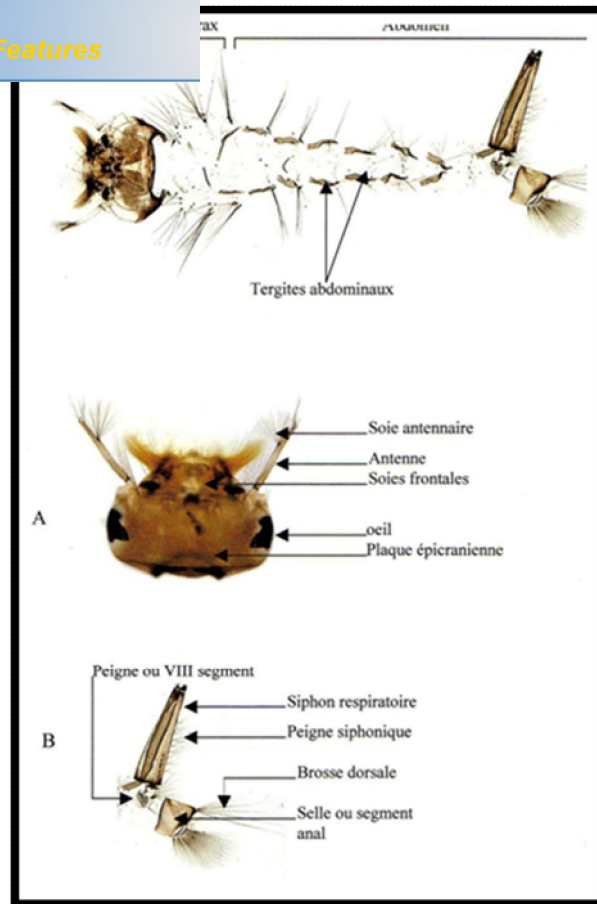 Features
Tergites abdominaux
Soie antennaire
Antenne
Soies frontales
A
oeil
Plaque épicranienne
Peigne ou VIII segment
Siphon respiratoire
Peigne siphonique
B
Brosse dorsale
Selle ou segment
anal